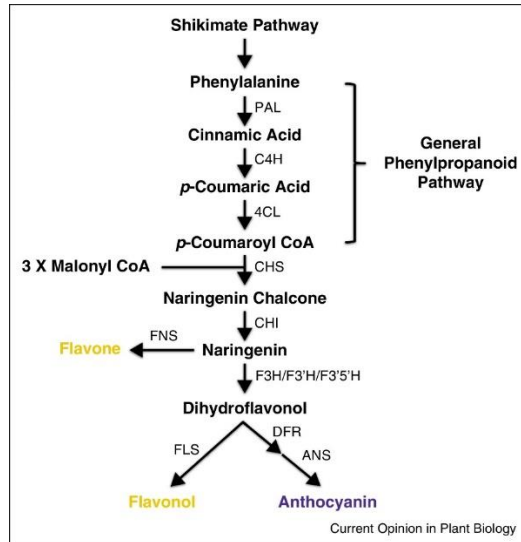 Shikimate Pathway
Phenylalanine
PAL
Cinnamic Acid
C4H
p-Coumaric Acid
4CL
p-Coumaroyl CoA
General
Phenylpropanoid
Pathway
3 X Malonyl CoA
CHS
Naringenin Chalcone
CHI
Flavone
FNS
Naringenin
F3H/F3'H/F3'5'H
Dihydroflavonol
FLS
DFR
ANS
Flavonol
Anthocyanin
Current Opinion in Plant Biology